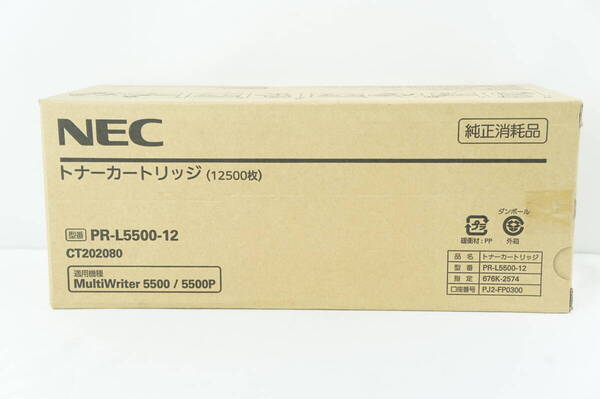 NEC
純正消耗品
トナーカートリッジ (12500枚)
型番 PR-L5500-12
CT202080
適用機種
MultiWriter 5500 / 5500P
プラ
緩衝材:PP
ダンボール
外箱
品名 トナーカートリッジ
型番 PR-L5500-12
指定 676K-2574
口座番号 PJ2-FP0300